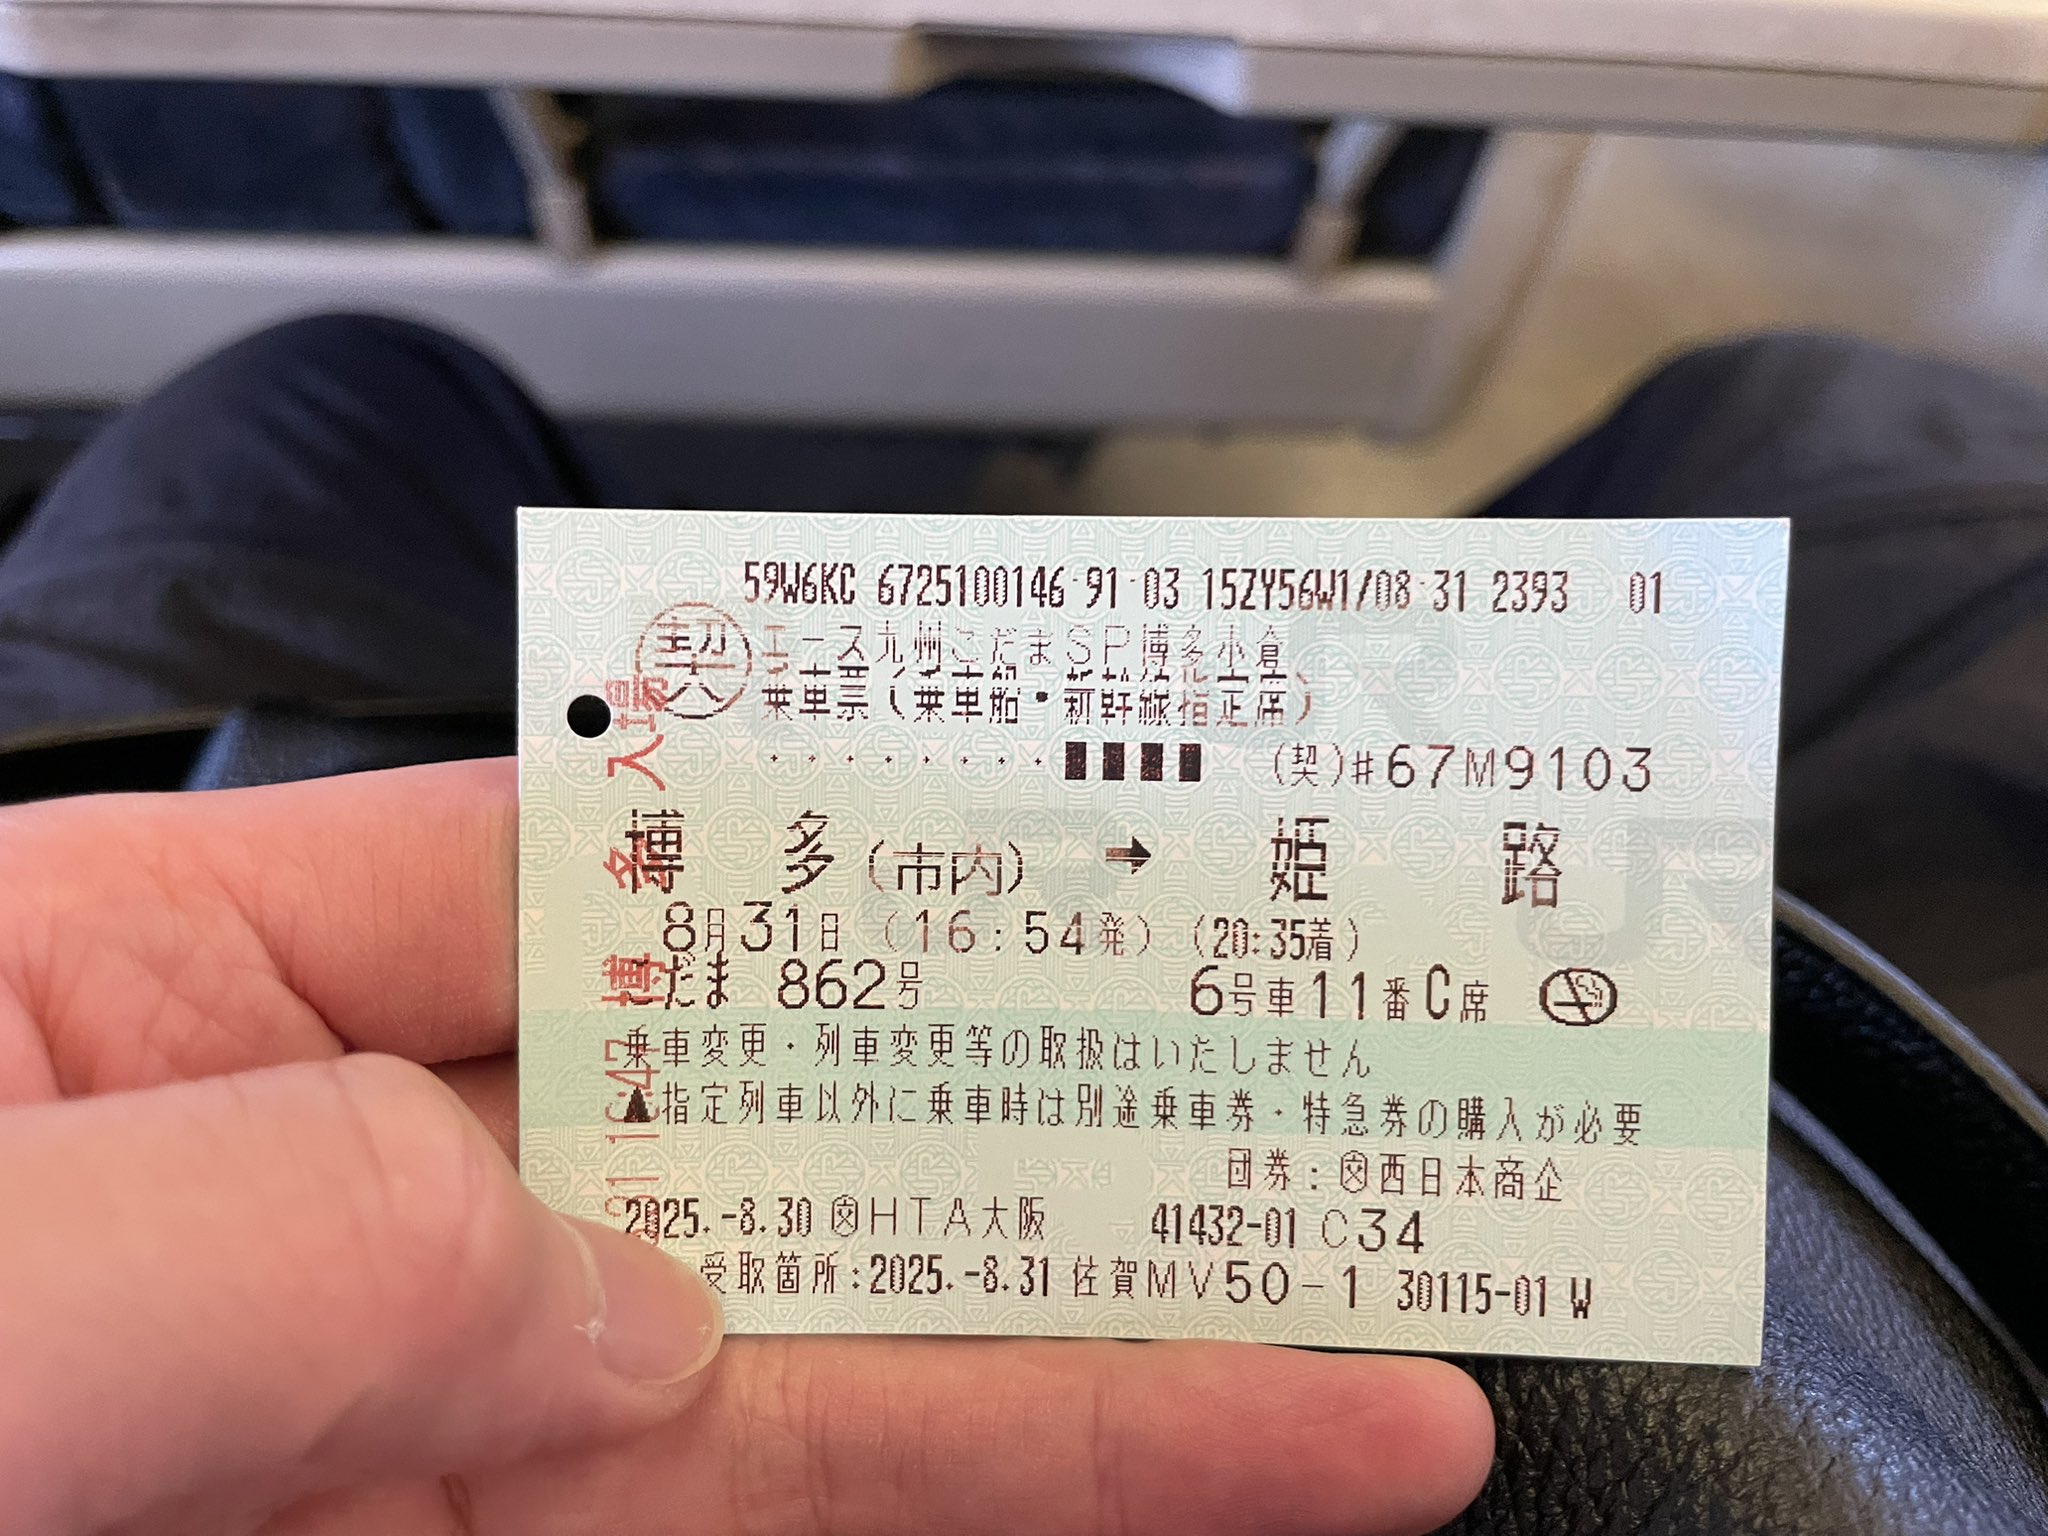 59W6KC 6725100146-91-03 15ZY56W1/08-31 2393 01
契 エース九州こだまSP博多小倉
乗車票(乗車船・新幹線指定席)
■■■■ (契)#67M9103
博多(市内) → 姫路
8月31日 (16:54発) (20:35着)
こだま 862号 6号車11番C席
乗車変更・列車変更等の取扱はいたしません
▲指定列車以外に乗車時は別途乗車券・特急券の購入が必要
団券:㊋西日本商企
2025.-8.30 HTA大阪 41432-01 C34
受取箇所:2025.-8.31 佐賀MV50-1 30115-01 W
博多 入場